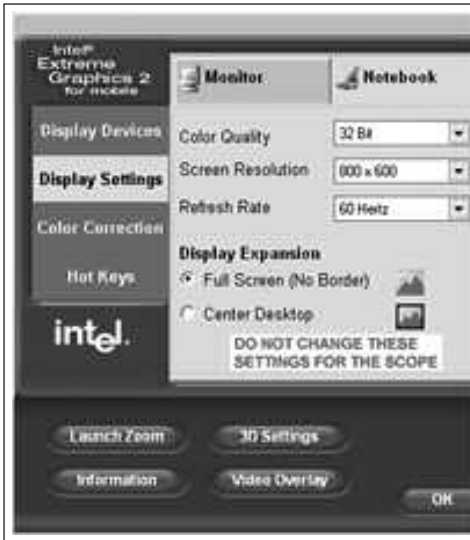 Intel®
Extreme
Graphics 2
for mobile
Monitor
Notebook
Display Devices
Display Settings
Color Correction
Hot Keys
Color Quality
32 Bit
Screen Resolution
800 x 600
Refresh Rate
60 Hertz
Display Expansion
Full Screen (No Border)
Center Desktop
intel.
DO NOT CHANGE THESE
SETTINGS FOR THE SCOPE
Launch Zoom
3D Settings
Information
Video Overlay
OK